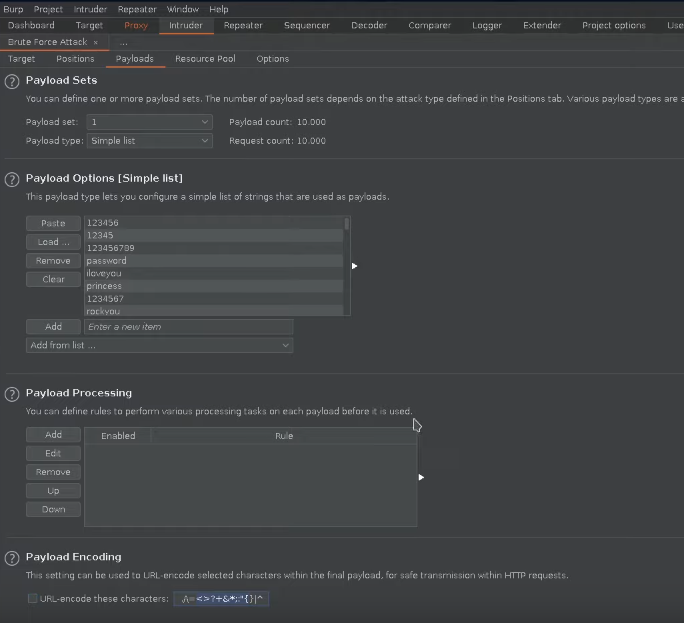 Burp Project Intruder Repeater Window Help
Dashboard Target Proxy Intruder Repeater Sequencer Decoder Comparer Logger Extender Project options Use
Brute Force Attack × ...
Target Positions Payloads Resource Pool Options
? Payload Sets
You can define one or more payload sets. The number of payload sets depends on the attack type defined in the Positions tab. Various payload types are a
Payload set: 1 Payload count: 10.000
Payload type: Simple list Request count: 10.000
? Payload Options [Simple list]
This payload type lets you configure a simple list of strings that are used as payloads.
Paste 123456
12345
Load ... 123456789
Remove password
iloveyou
Clear princess
1234567
rockyou
Add Enter a new item
Add from list ...
? Payload Processing
You can define rules to perform various processing tasks on each payload before it is used.
Add Enabled Rule
Edit
Remove
Up
Down
? Payload Encoding
This setting can be used to URL-encode selected characters within the final payload, for safe transmission within HTTP requests.
URL-encode these characters: